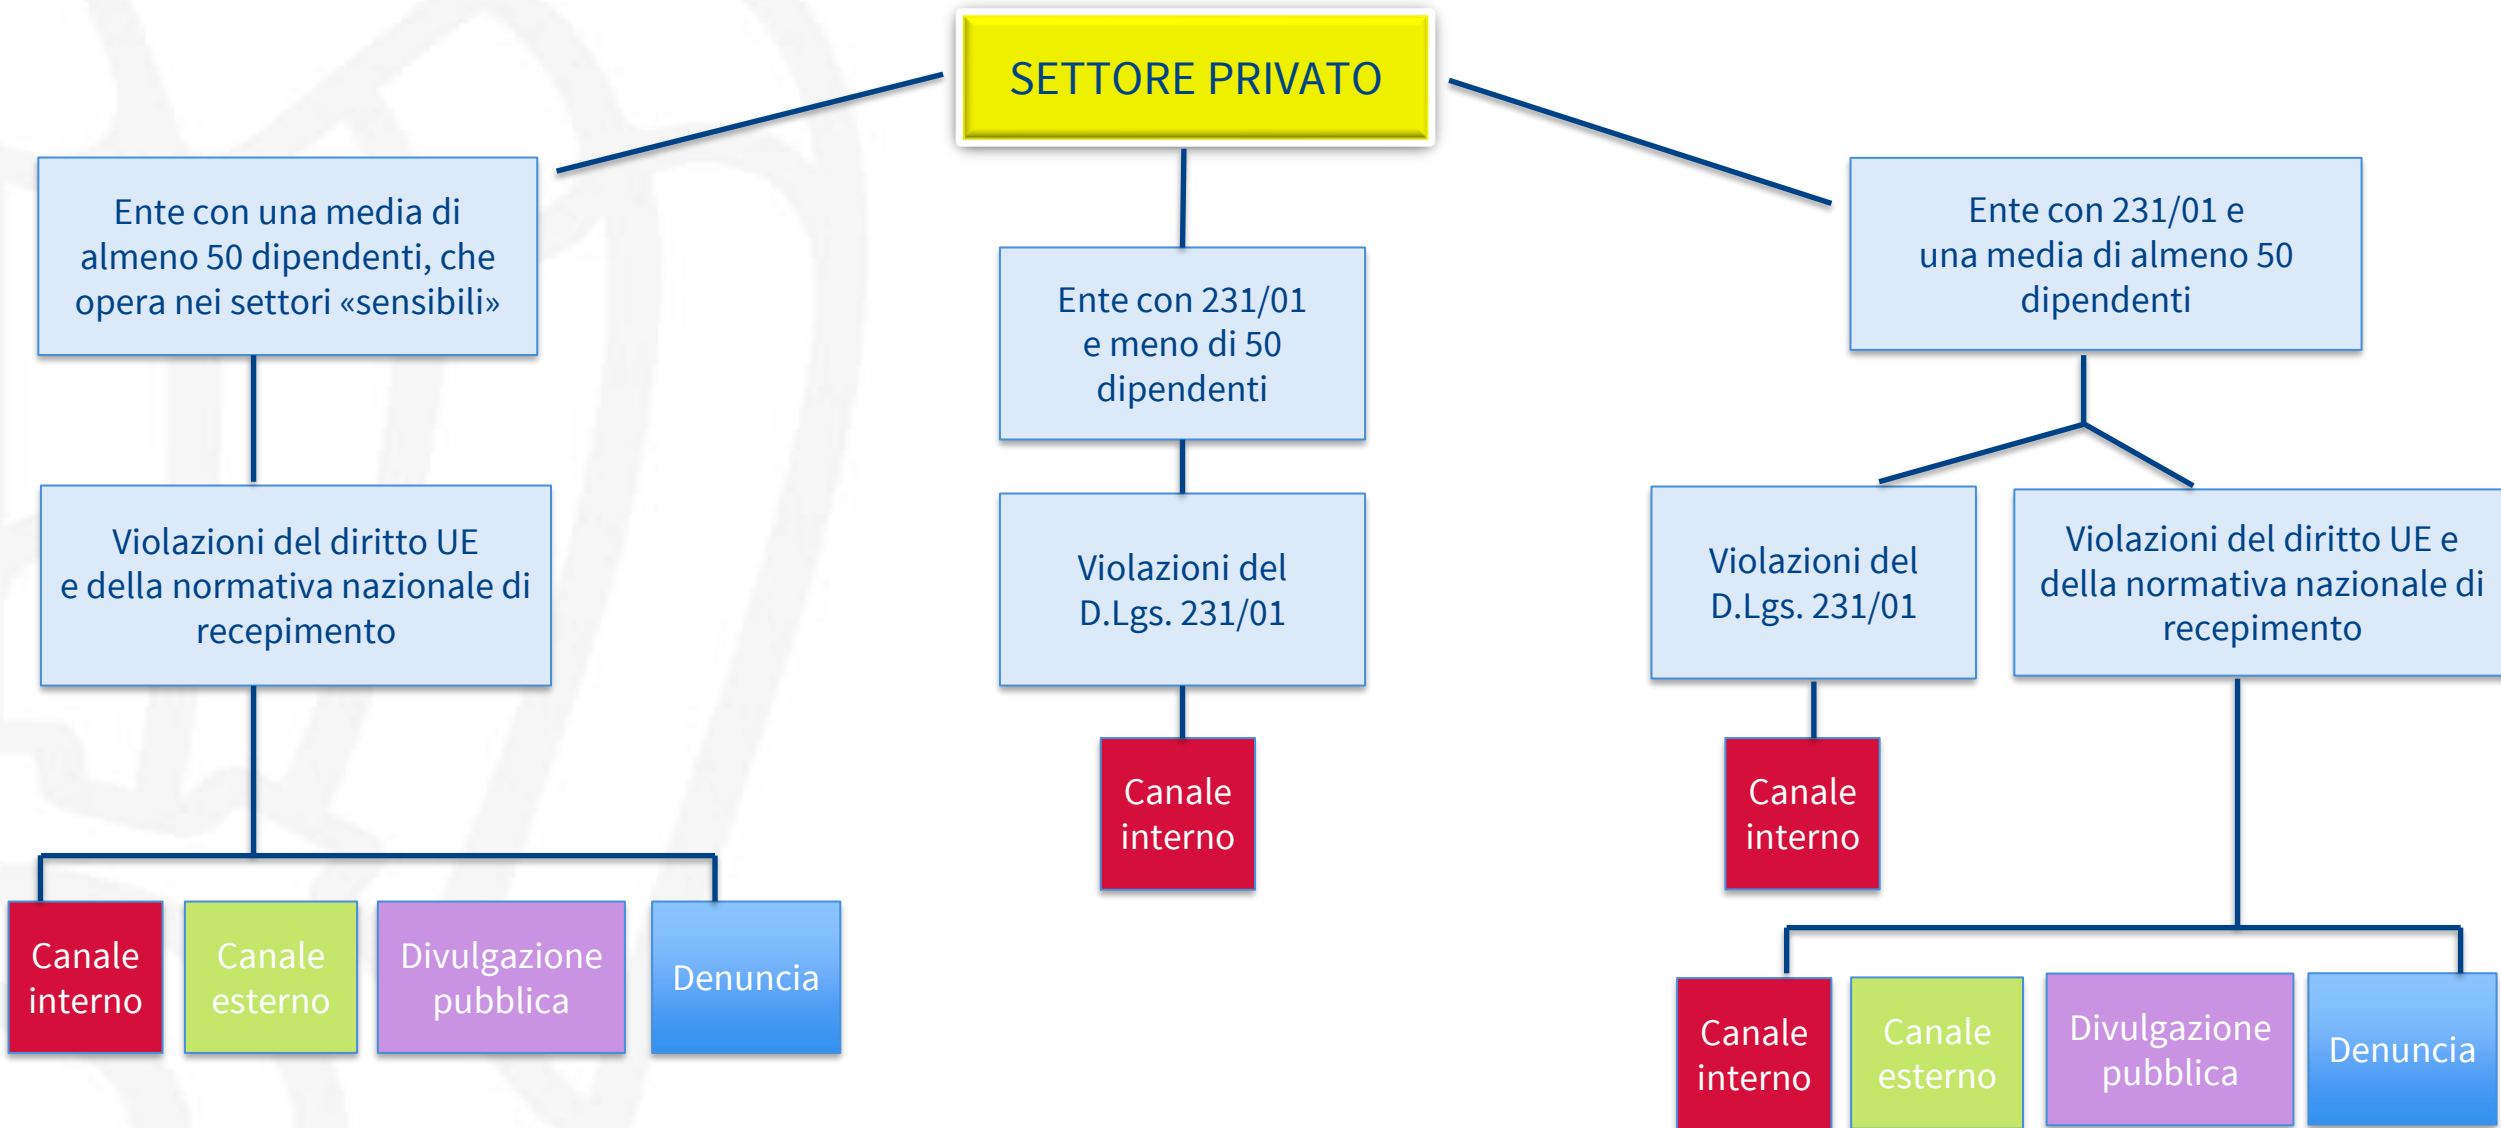 SETTORE PRIVATO
Ente con una media di
almeno 50 dipendenti, che
opera nei settori «sensibili»
Ente con 231/01
e meno di 50
dipendenti
Ente con 231/01 e
una media di almeno 50
dipendenti
Violazioni del diritto UE
e della normativa nazionale di
recepimento
Violazioni del
D.Lgs. 231/01
Violazioni del
D.Lgs. 231/01
Violazioni del diritto UE e
della normativa nazionale di
recepimento
Canale
interno
Canale
interno
Canale
interno
Canale
esterno
Divulgazione
pubblica
Denuncia
Canale
interno
Canale
esterno
Divulgazione
pubblica
Denuncia